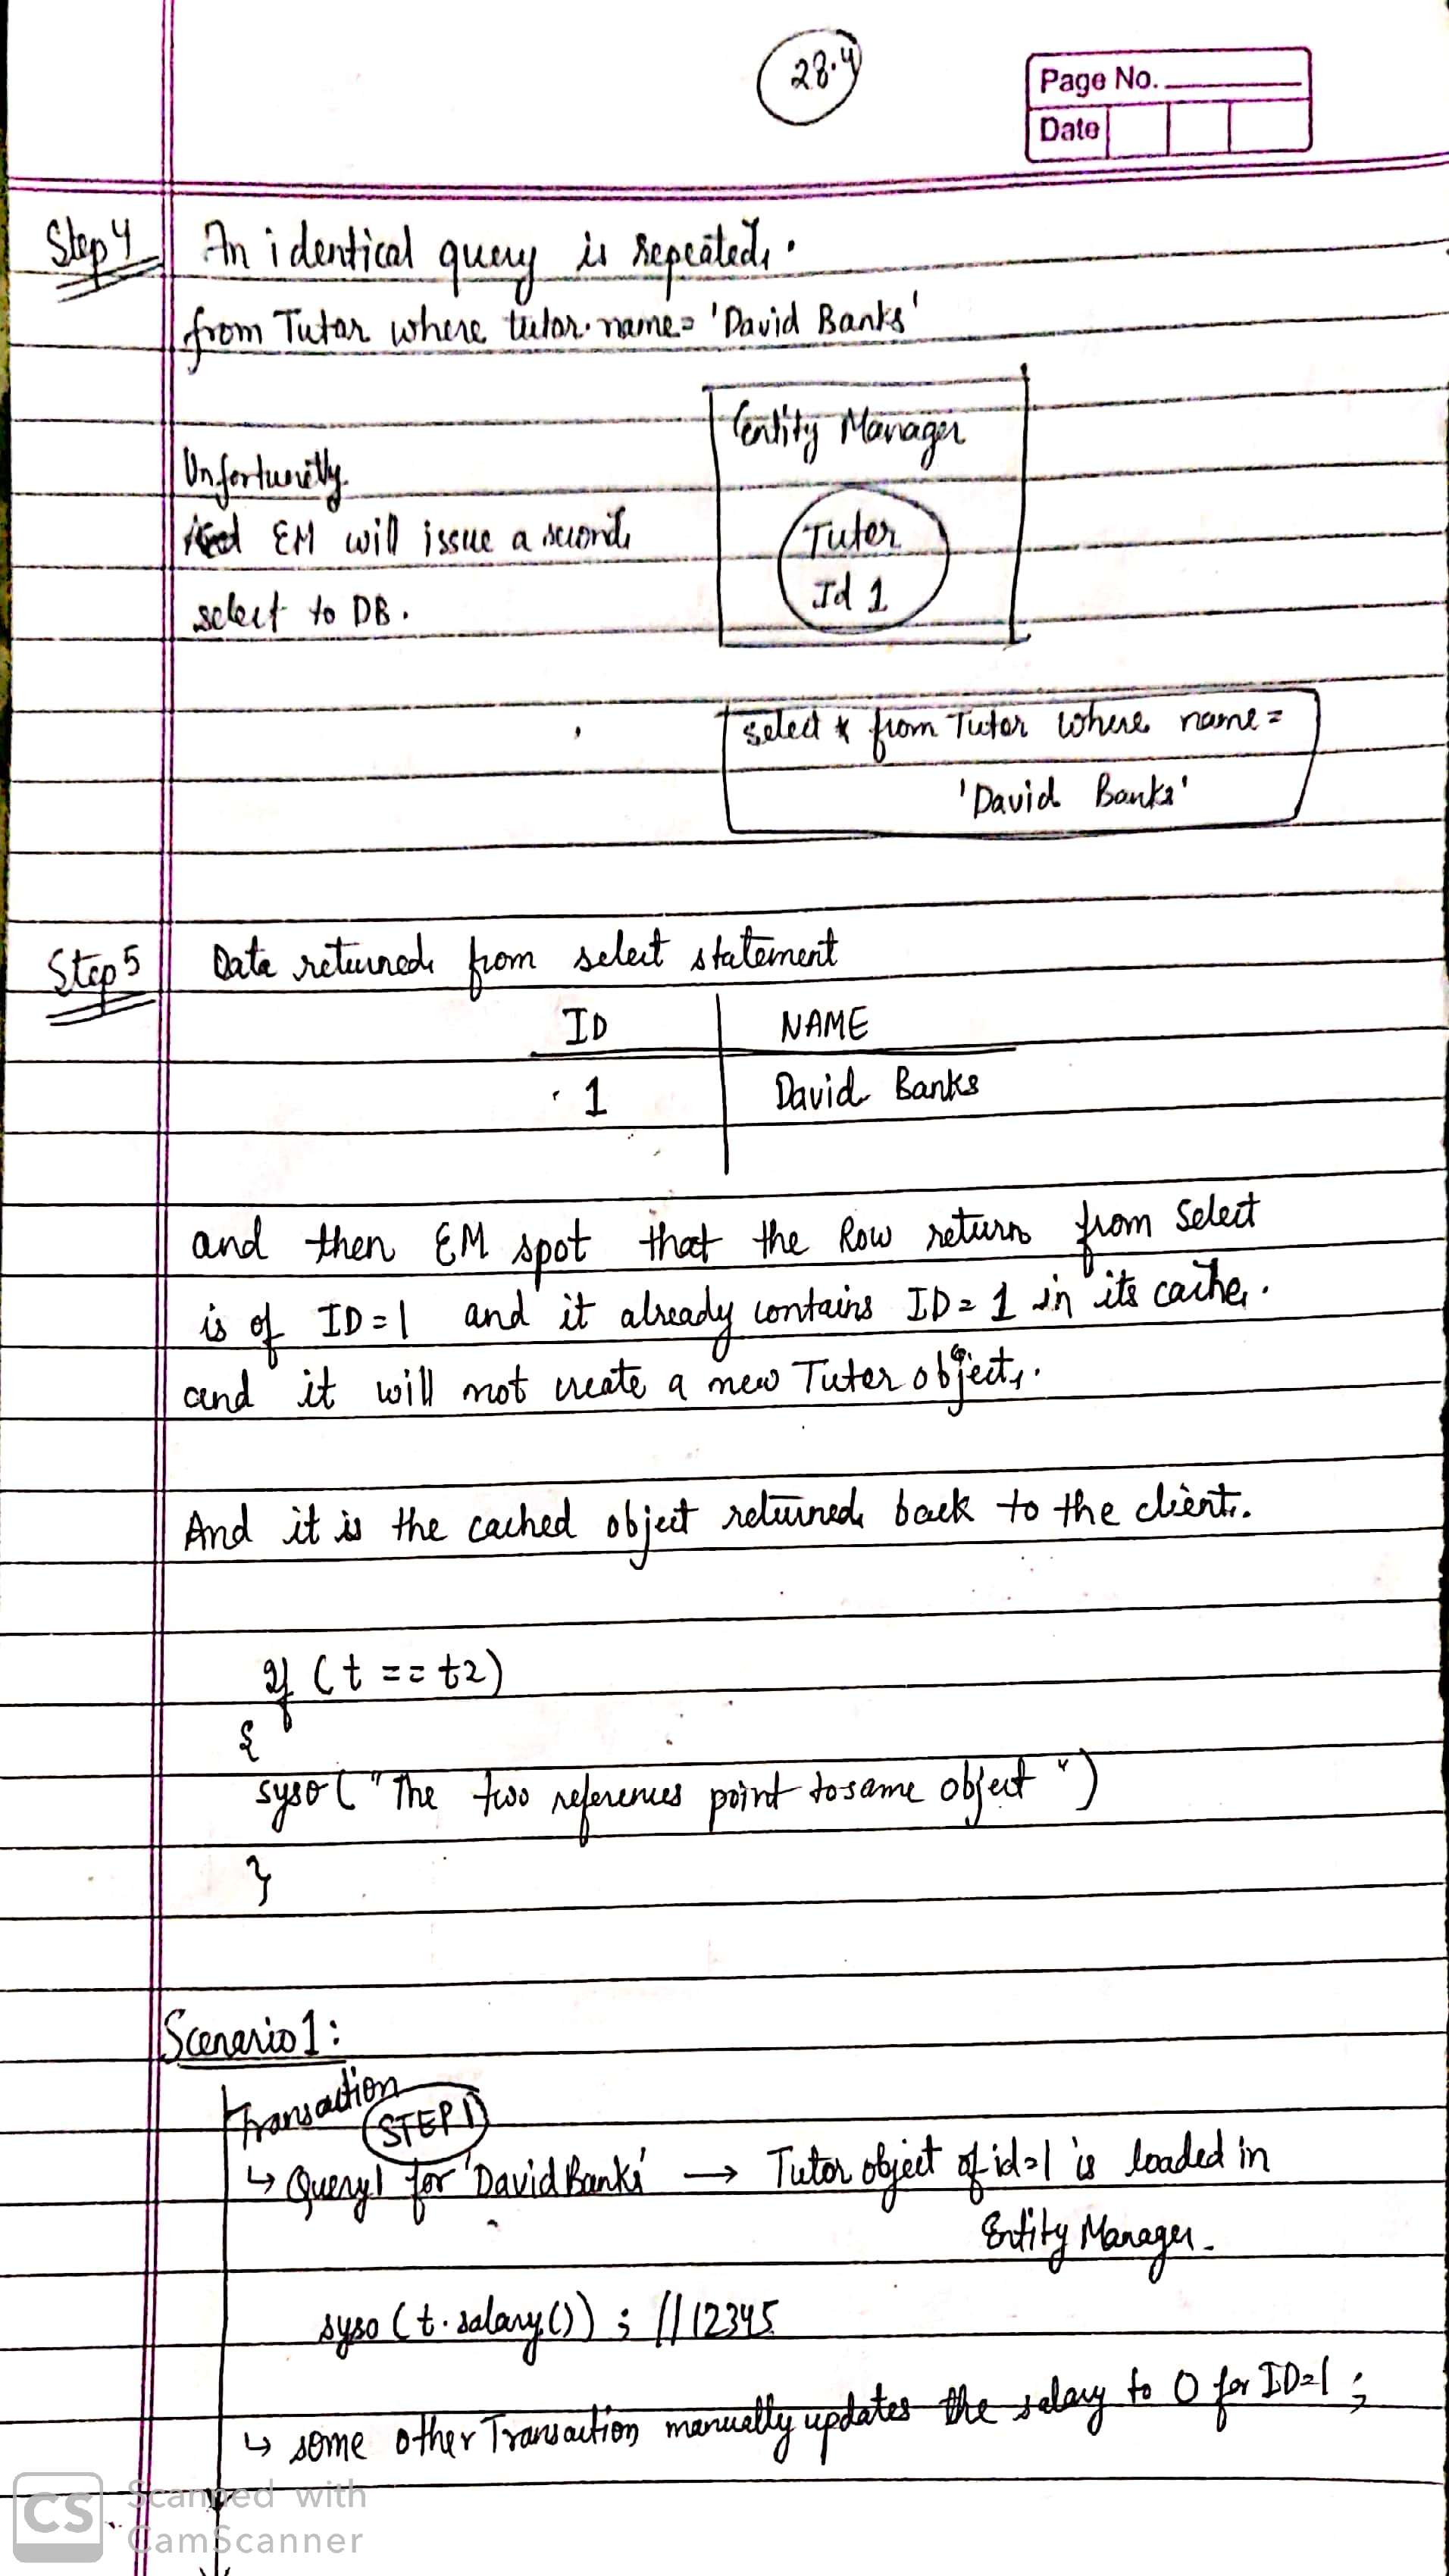 28.4
Page No.
Date
Step 4 An identical query is repeated.
from Tutor where tutor.name = 'David Banks'
Entity Manager
Unfortunitly
EM will issue a second
select to DB.
Tutor
Id 1
select * from Tutor where name =
'David Banks'
Step 5 Data returned from select statement
ID NAME
1 David Banks
and then EM spot that the Row return from Select
is of ID=1 and it already contains ID=1 in its cache.
and it will not create a new Tutor object.
And it is the cached object returned back to the client.
If (t == t2)
{
syso ("The two references point to same object")
}
Scenario 1:
Transaction
STEP 1
↳ Query1 for 'David Banks' → Tutor object of id=1 is loaded in
Entity Manager.
syso (t.salary()) ; // 12345
↳ some other Transaction manually updates the salary to 0 for ID=1 ;
CS Scanned with
CamScanner